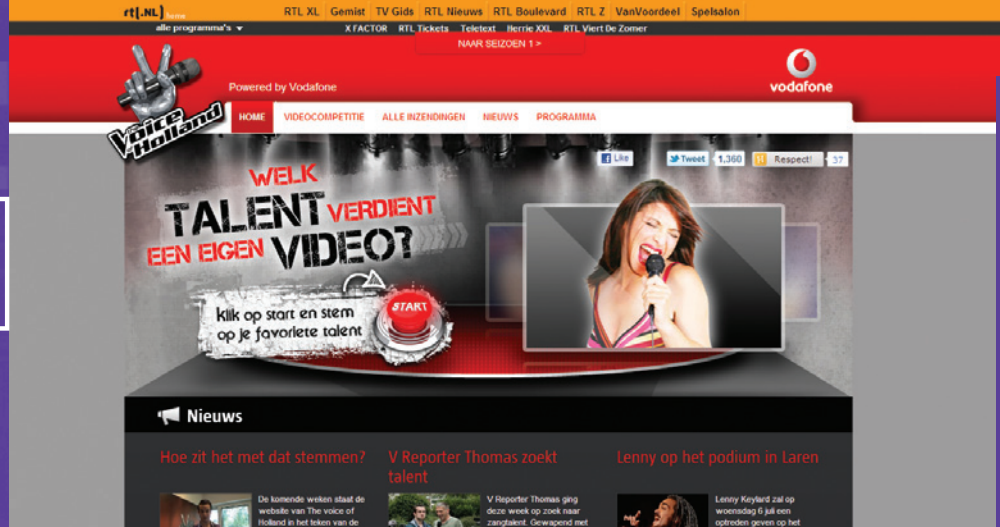 rtl.NL home
RTL XL Gemist TV Gids RTL Nieuws RTL Boulevard RTL Z VanVoordeel Spelsalon
alle programma's X FACTOR RTL Tickets Teletext Herrie XXL RTL Viert De Zomer
NAAR SEIZOEN 1 >
Powered by Vodafone
vodafone
The Voice of Holland
HOME VIDEOCOMPETITIE ALLE INZENDINGEN NIEUWS PROGRAMMA
Like Tweet 1,360 Respect! 37
WELK
TALENT VERDIENT
EEN EIGEN VIDEO?
START
klik op start en stem
op je favoriete talent
Nieuws
Hoe zit het met dat stemmen?
De komende weken staat de
website van The voice of
Holland in het teken van de
V Reporter Thomas zoekt
talent
V Reporter Thomas ging
deze week op zoek naar
zangtalent. Gewapend met
Lenny op het podium in Laren
Lenny Keylard zal op
woensdag 6 juli een
optreden geven op het